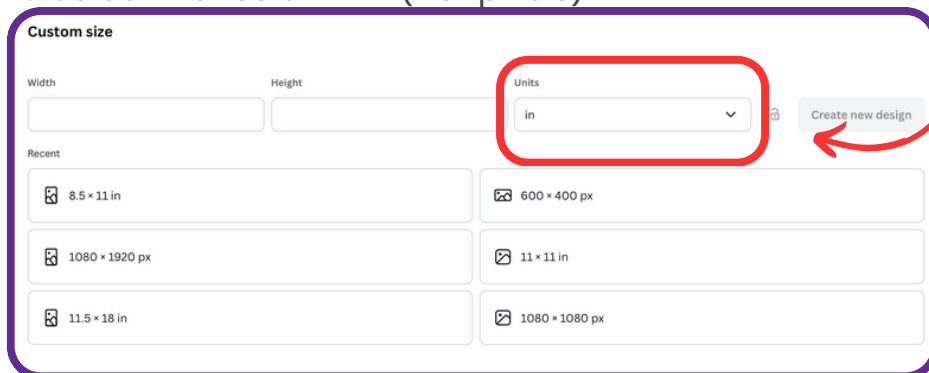 Custom size
Width Height Units
in Create new design
Recent
8.5 × 11 in 600 × 400 px
1080 × 1920 px 11 × 11 in
11.5 × 18 in 1080 × 1080 px